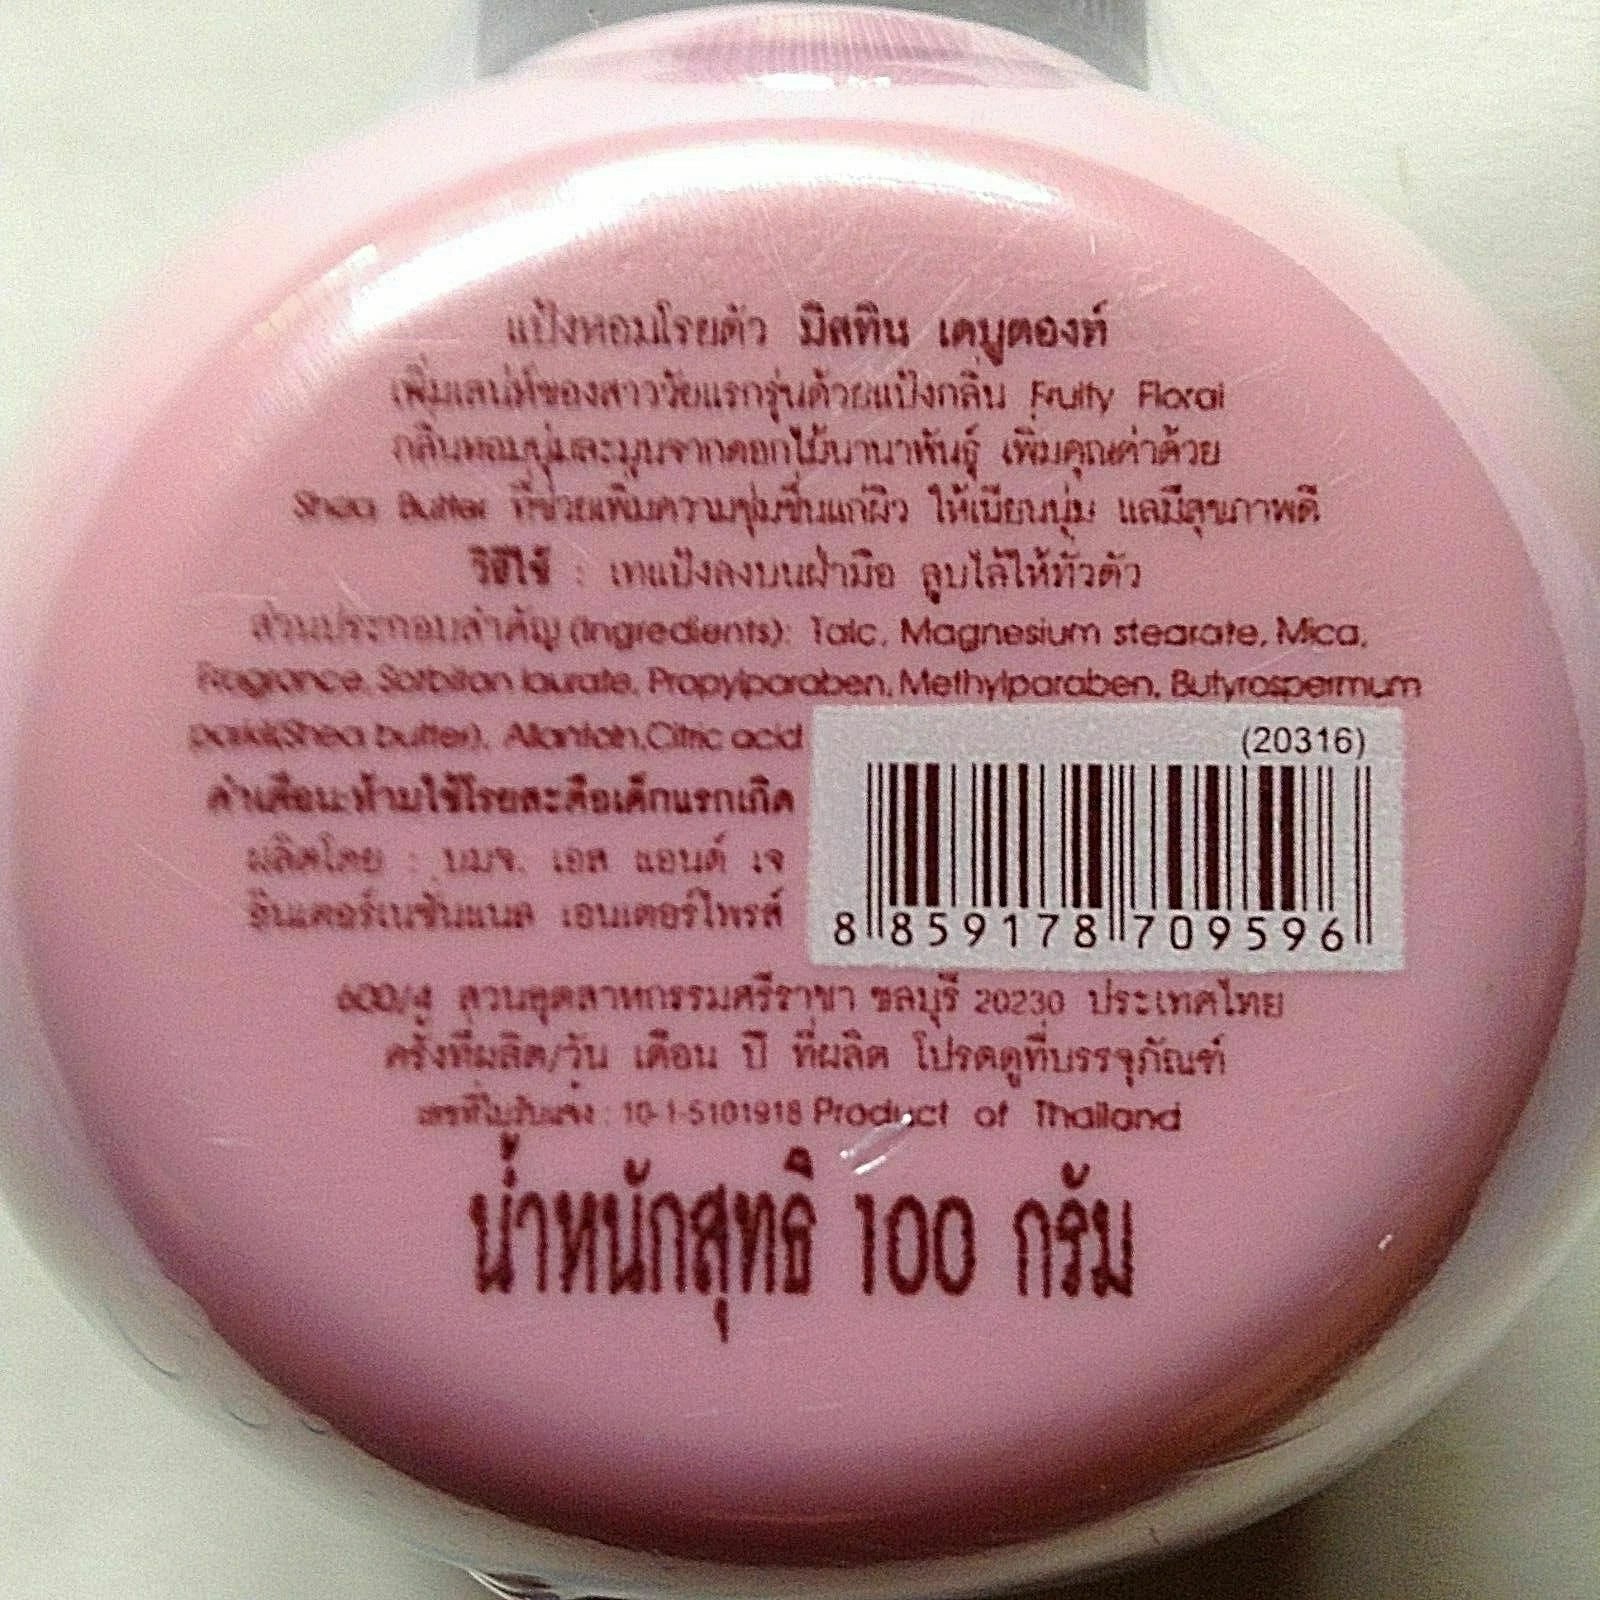 แป้งหอมโรยตัว มิสทิน เดบูตองท์
เพิ่มเสน่ห์ของสาววัยแรกรุ่นด้วยแป้งกลิ่น Fruity Floral
กลิ่นหอมนุ่มละมุนจากดอกไม้นานาพันธุ์ เพิ่มคุณค่าด้วย
Shea Butter ที่ช่วยเพิ่มความชุ่มชื่นแก่ผิว ให้เนียนนุ่ม แลมีสุขภาพดี
วิธีใช้ : เทแป้งลงบนฝ่ามือ ลูบไล้ให้ทั่วตัว
ส่วนประกอบสำคัญ (Ingredients): Talc, Magnesium stearate, Mica,
Fragrance, Sorbitan laurate, Propylparaben, Methylparaben, Butyrospermum
parkii(Shea butter), Allantoin,Citric acid
(20316)
คำเตือน:ห้ามใช้โรยสะดือเด็กแรกเกิด
ผลิตโดย : บมจ. เอส แอนด์ เจ
อินเตอร์เนชั่นแนล เอนเตอร์ไพรส์
8 859178 709596
600/4 สวนอุตสาหกรรมศรีราชา ชลบุรี 20230 ประเทศไทย
ครั้งที่ผลิต/วัน เดือน ปี ที่ผลิต โปรดดูที่บรรจุภัณฑ์
เลขที่ใบรับแจ้ง : 10-1-5101918 Product of Thailand
น้ำหนักสุทธิ 100 กรัม